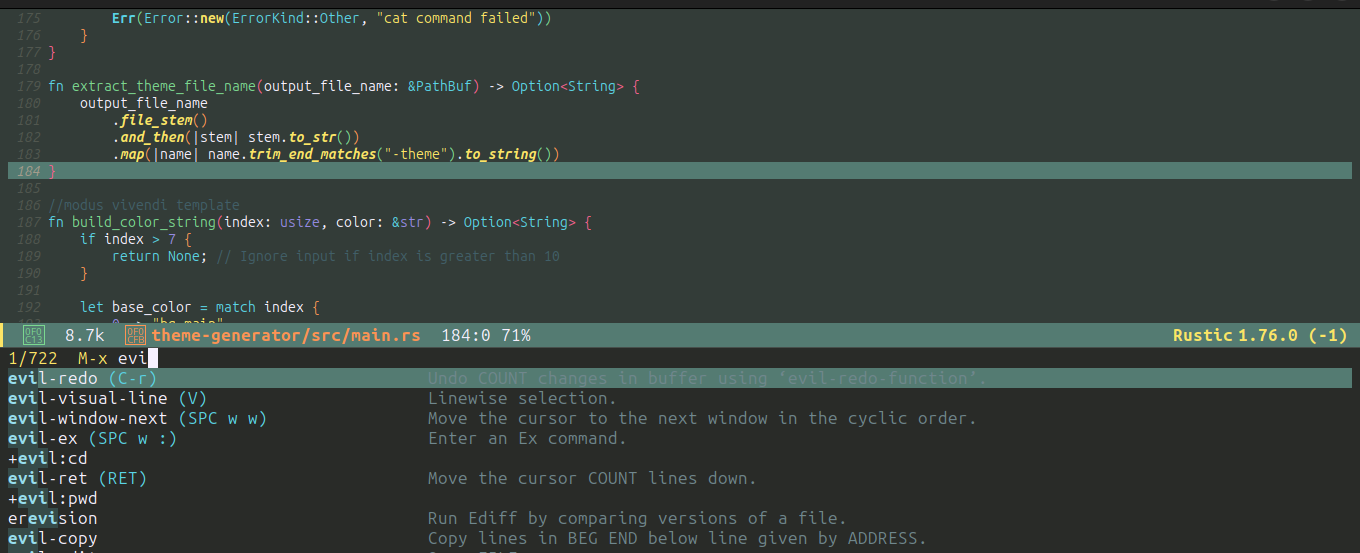 175 Err(Error::new(ErrorKind::Other, "cat command failed"))
176 }
177 }
178
179 fn extract_theme_file_name(output_file_name: &PathBuf) -> Option<String> {
180 output_file_name
181 .file_stem()
182 .and_then(|stem| stem.to_str())
183 .map(|name| name.trim_end_matches("-theme").to_string())
184 }
185
186 //modus vivendi template
187 fn build_color_string(index: usize, color: &str) -> Option<String> {
188 if index > 7 {
189 return None; // Ignore input if index is greater than 10
190 }
191
192 let base_color = match index {
0F0C13 8.7k 0F0CFB theme-generator/src/main.rs 184:0 71% Rustic 1.76.0 (-1)
1/722 M-x evi
evil-redo (C-r) Undo COUNT changes in buffer using ‘evil-redo-function’.
evil-visual-line (V) Linewise selection.
evil-window-next (SPC w w) Move the cursor to the next window in the cyclic order.
evil-ex (SPC w :) Enter an Ex command.
+evil:cd
evil-ret (RET) Move the cursor COUNT lines down.
+evil:pwd
erevision Run Ediff by comparing versions of a file.
evil-copy Copy lines in BEG END below line given by ADDRESS.